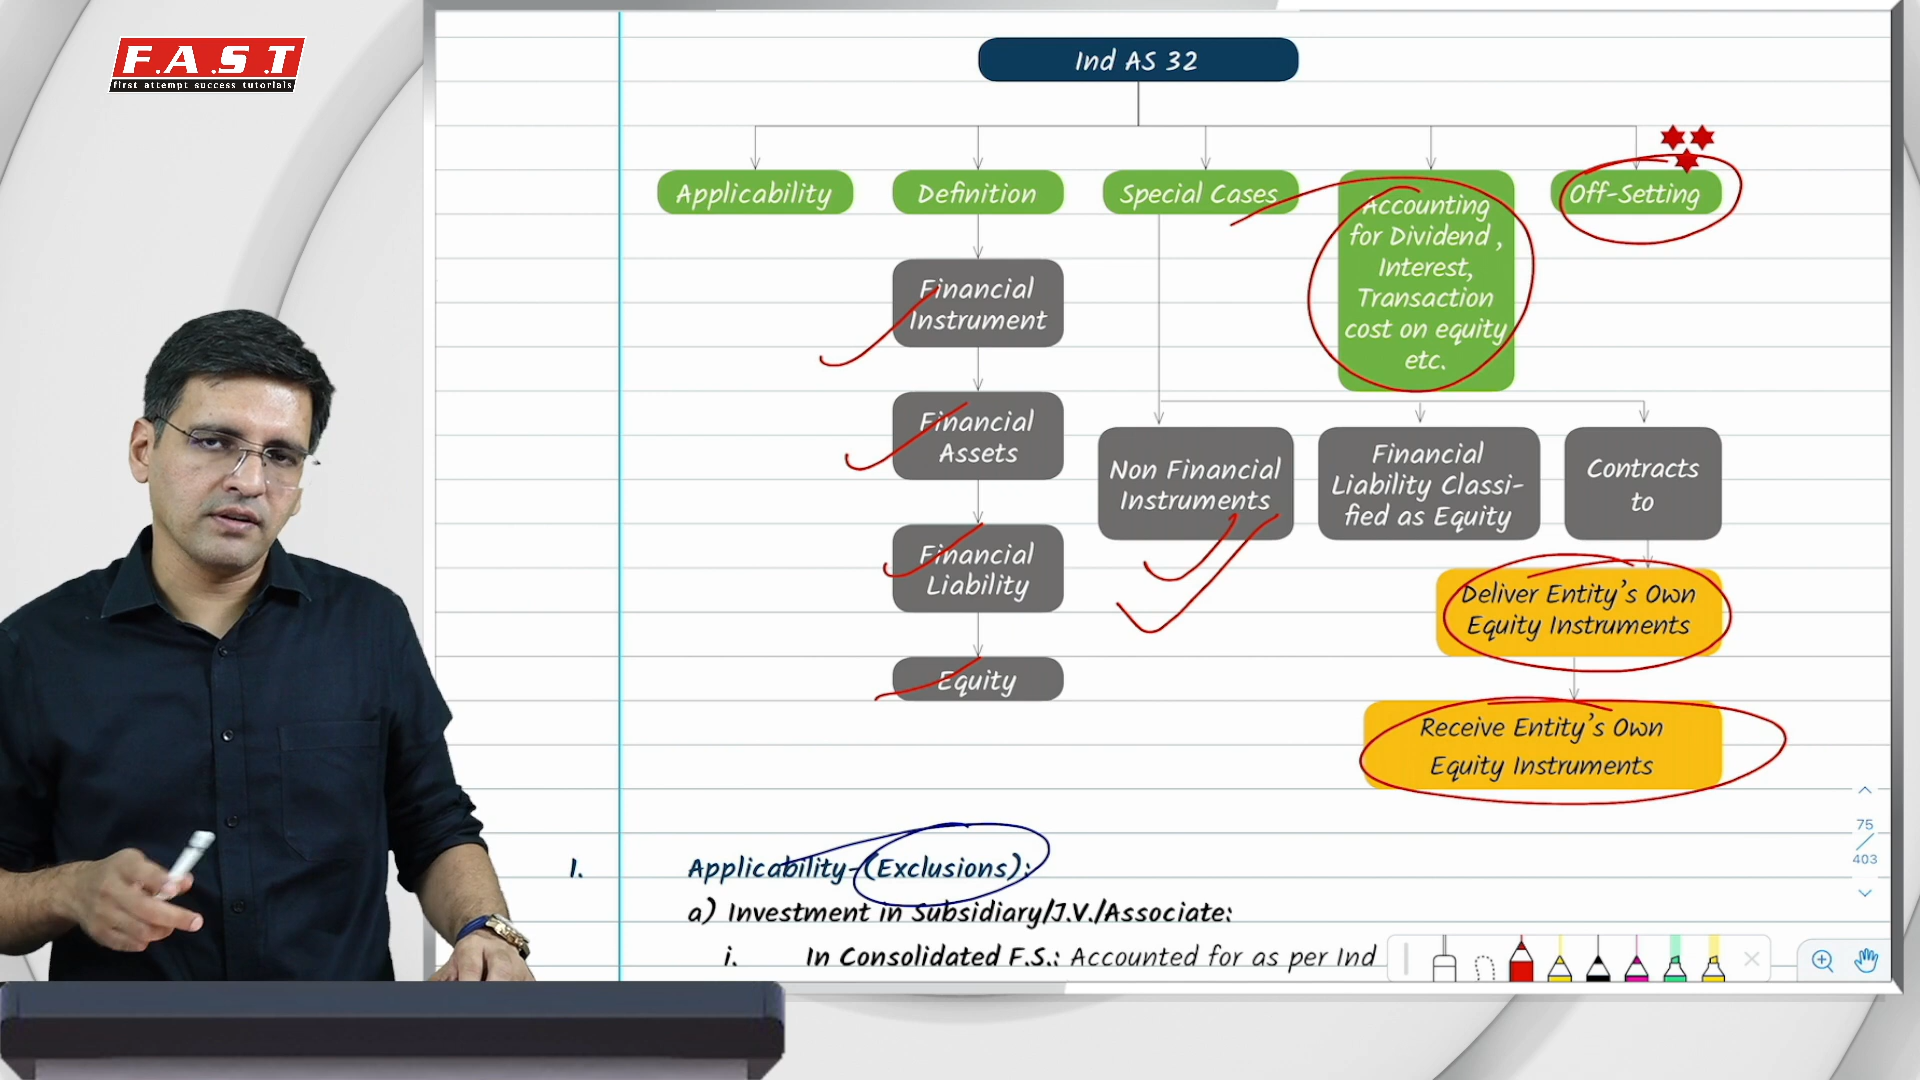 F.A.S.T
first attempt success tutorials
Ind AS 32
Applicability
Definition
Special Cases
Accounting
for Dividend ,
Interest,
Transaction
cost on equity
etc.
Off-Setting
Financial
Instrument
Financial
Assets
Financial
Liability
Equity
Non Financial
Instruments
Financial
Liability Classi-
fied as Equity
Contracts
to
Deliver Entity's Own
Equity Instruments
Receive Entity's Own
Equity Instruments
75
403
1. Applicability-(Exclusions):
a) Investment in Subsidiary/J.V./Associate:
i. In Consolidated F.S.: Accounted for as per Ind